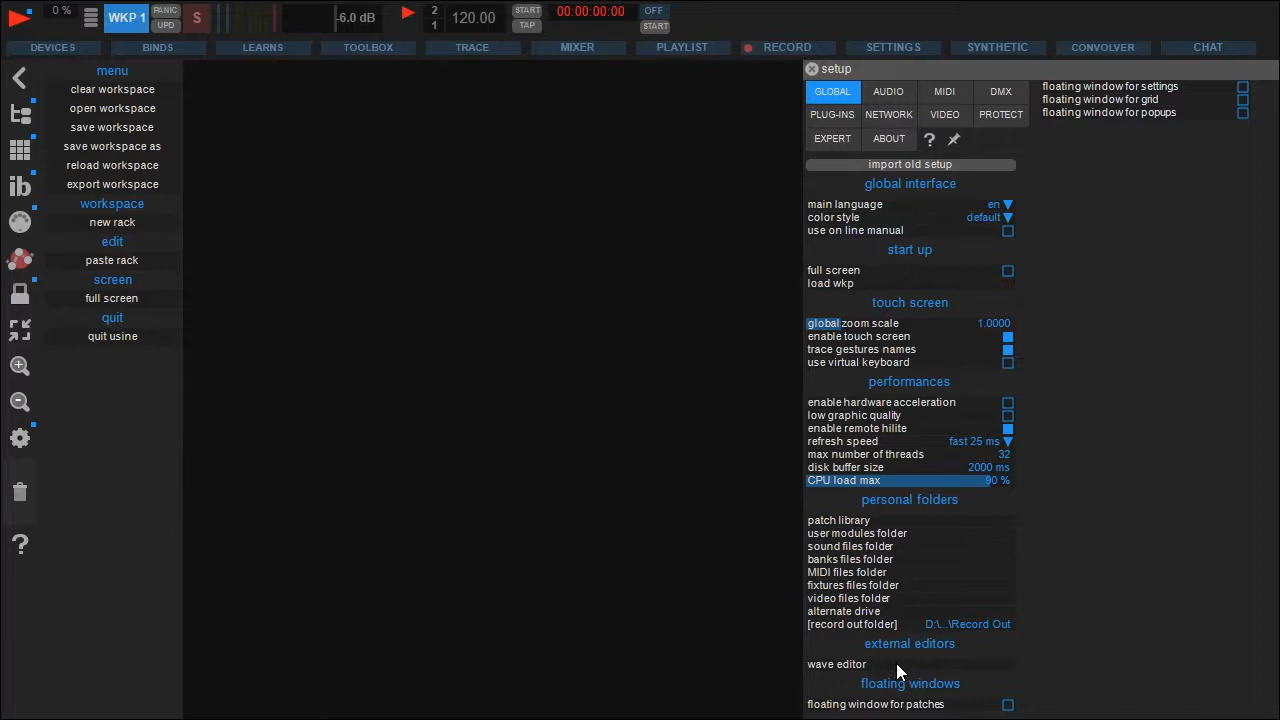 0 %
WKP 1
PANIC
UPD
S
-6.0 dB
2
1
120.00
START
TAP
00:00:00:00
OFF
START
DEVICES BINDS LEARNS TOOLBOX TRACE MIXER PLAYLIST RECORD SETTINGS SYNTHETIC CONVOLVER CHAT
menu
clear workspace
open workspace
save workspace
save workspace as
reload workspace
export workspace
workspace
new rack
edit
paste rack
screen
full screen
quit
quit usine
ib
?
setup
GLOBAL AUDIO MIDI DMX
PLUG-INS NETWORK VIDEO PROTECT
EXPERT ABOUT ?
import old setup
global interface
main language en
color style default
use on line manual
start up
full screen
load wkp
touch screen
global zoom scale 1.0000
enable touch screen
trace gestures names
use virtual keyboard
performances
enable hardware acceleration
low graphic quality
enable remote hilite
refresh speed fast 25 ms
max number of threads 32
disk buffer size 2000 ms
CPU load max 90 %
personal folders
patch library
user modules folder
sound files folder
banks files folder
MIDI files folder
fixtures files folder
video files folder
alternate drive
[record out folder] D:\...\Record Out
external editors
wave editor
floating windows
floating window for patches
floating window for settings
floating window for grid
floating window for popups